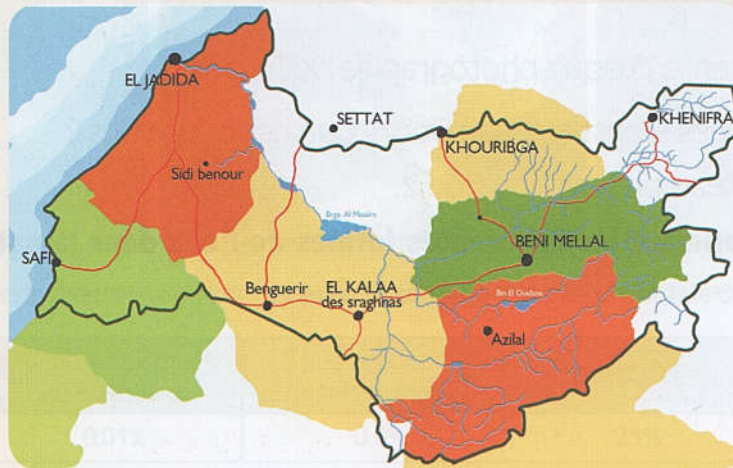 EL JADIDA
SETTAT
KHENIFRA
KHOURIBGA
Sidi benour
Brge. Al Massira
SAFI
BENI MELLAL
Benguerir
EL KALAA
des sraghnas
Bin El Ouidane
Azilal